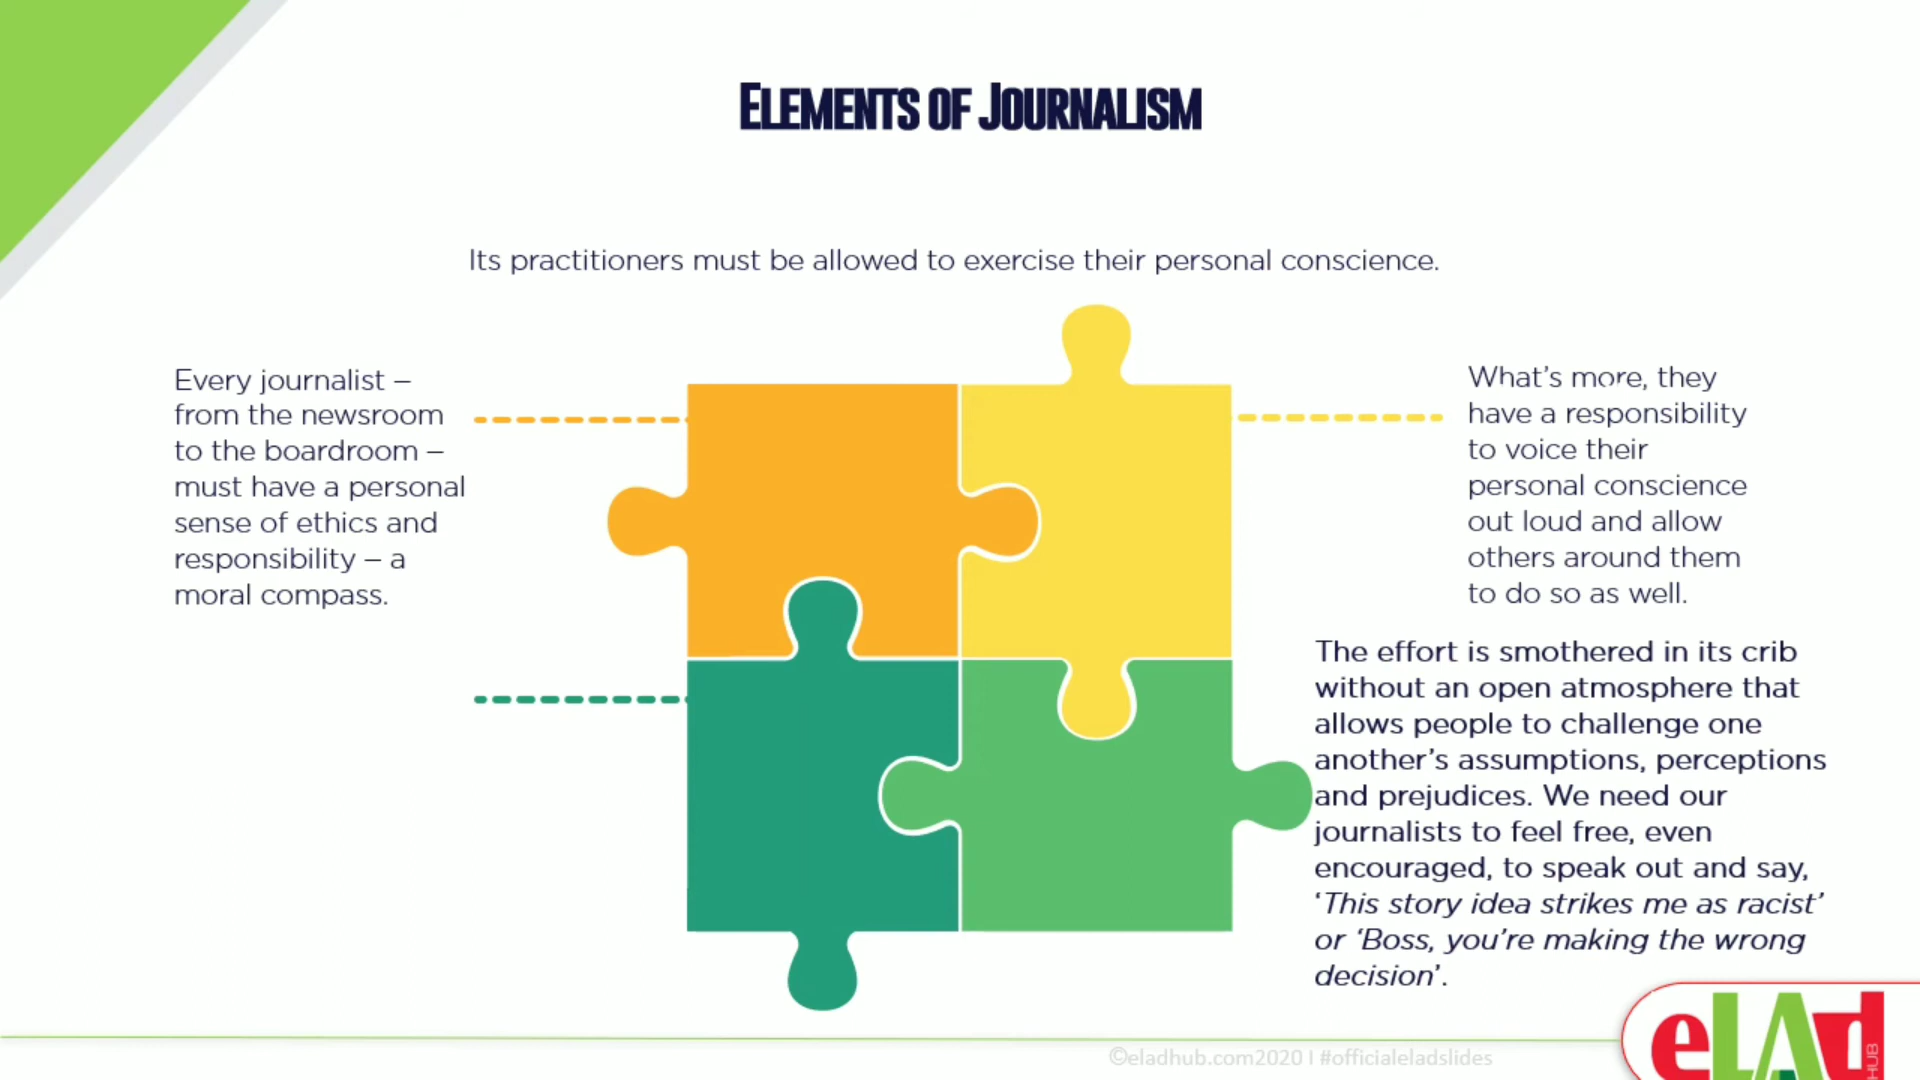 ELEMENTS OF JOURNALISM
Its practitioners must be allowed to exercise their personal conscience.
Every journalist –
from the newsroom
to the boardroom –
must have a personal
sense of ethics and
responsibility – a
moral compass.
What’s more, they
have a responsibility
to voice their
personal conscience
out loud and allow
others around them
to do so as well.
The effort is smothered in its crib
without an open atmosphere that
allows people to challenge one
another’s assumptions, perceptions
and prejudices. We need our
journalists to feel free, even
encouraged, to speak out and say,
‘This story idea strikes me as racist’
or ‘Boss, you’re making the wrong
decision’.
©eladhub.com2020 I #officialeladslides
eLAd
HUB